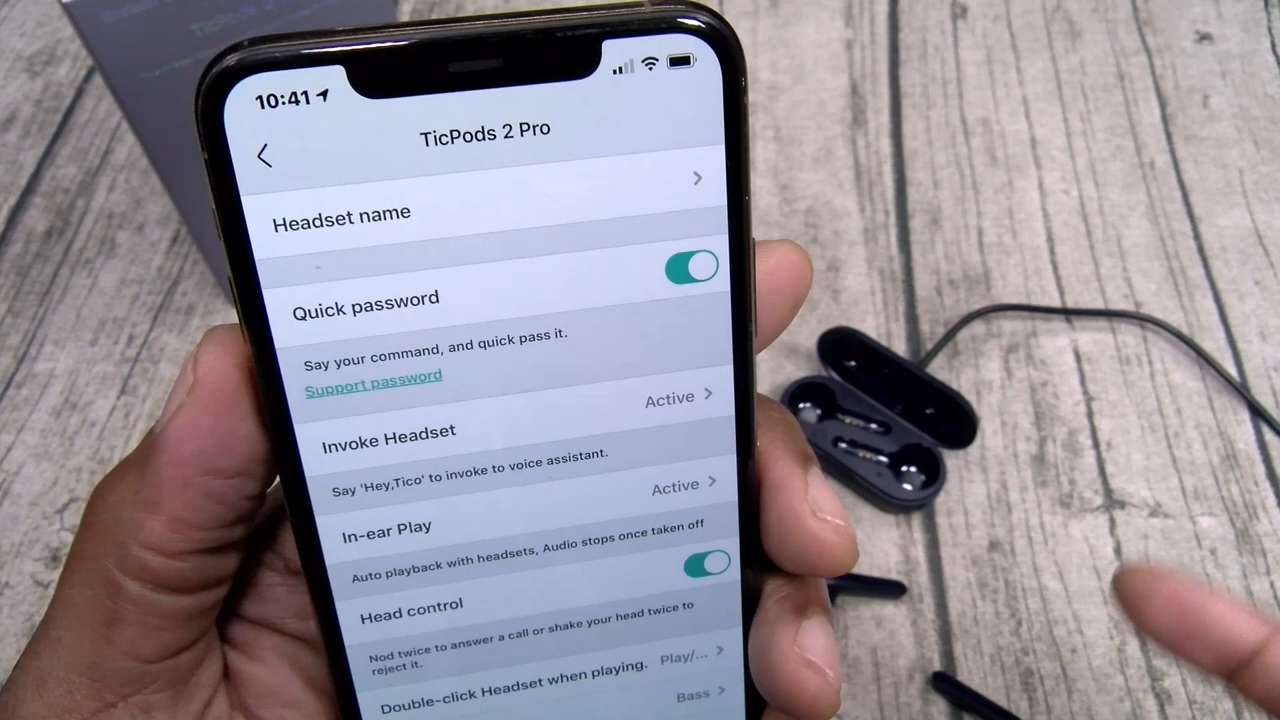 TicPods 2 Pro
10:41
TicPods 2 Pro
Headset name
Quick password
Say your command, and quick pass it.
Support password
Invoke Headset Active
Say 'Hey,Tico' to invoke to voice assistant.
In-ear Play Active
Auto playback with headsets, Audio stops once taken off
Head control
Nod twice to answer a call or shake your head twice to
reject it.
Double-click Headset when playing. Play/...
Bass